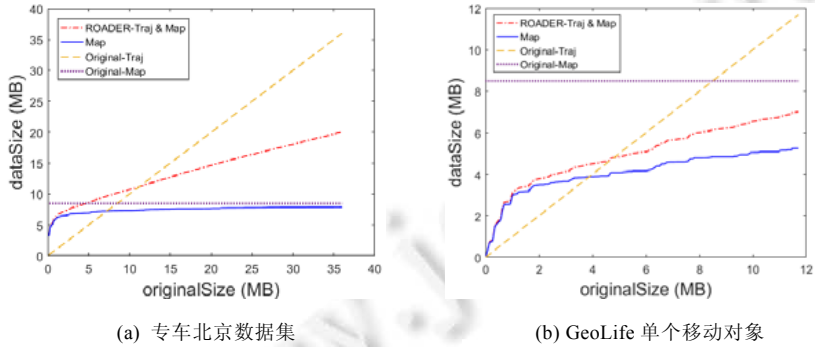 40
35
30
25
20
15
10
5
0
dataSize (MB)
ROADER-Traj & Map
Map
Original-Traj
Original-Map
0 5 10 15 20 25 30 35 40
originalSize (MB)
(a) 专车北京数据集
12
10
8
6
4
2
0
dataSize (MB)
ROADER-Traj & Map
Map
Original-Traj
Original-Map
0 2 4 6 8 10 12
originalSize (MB)
(b) GeoLife 单个移动对象